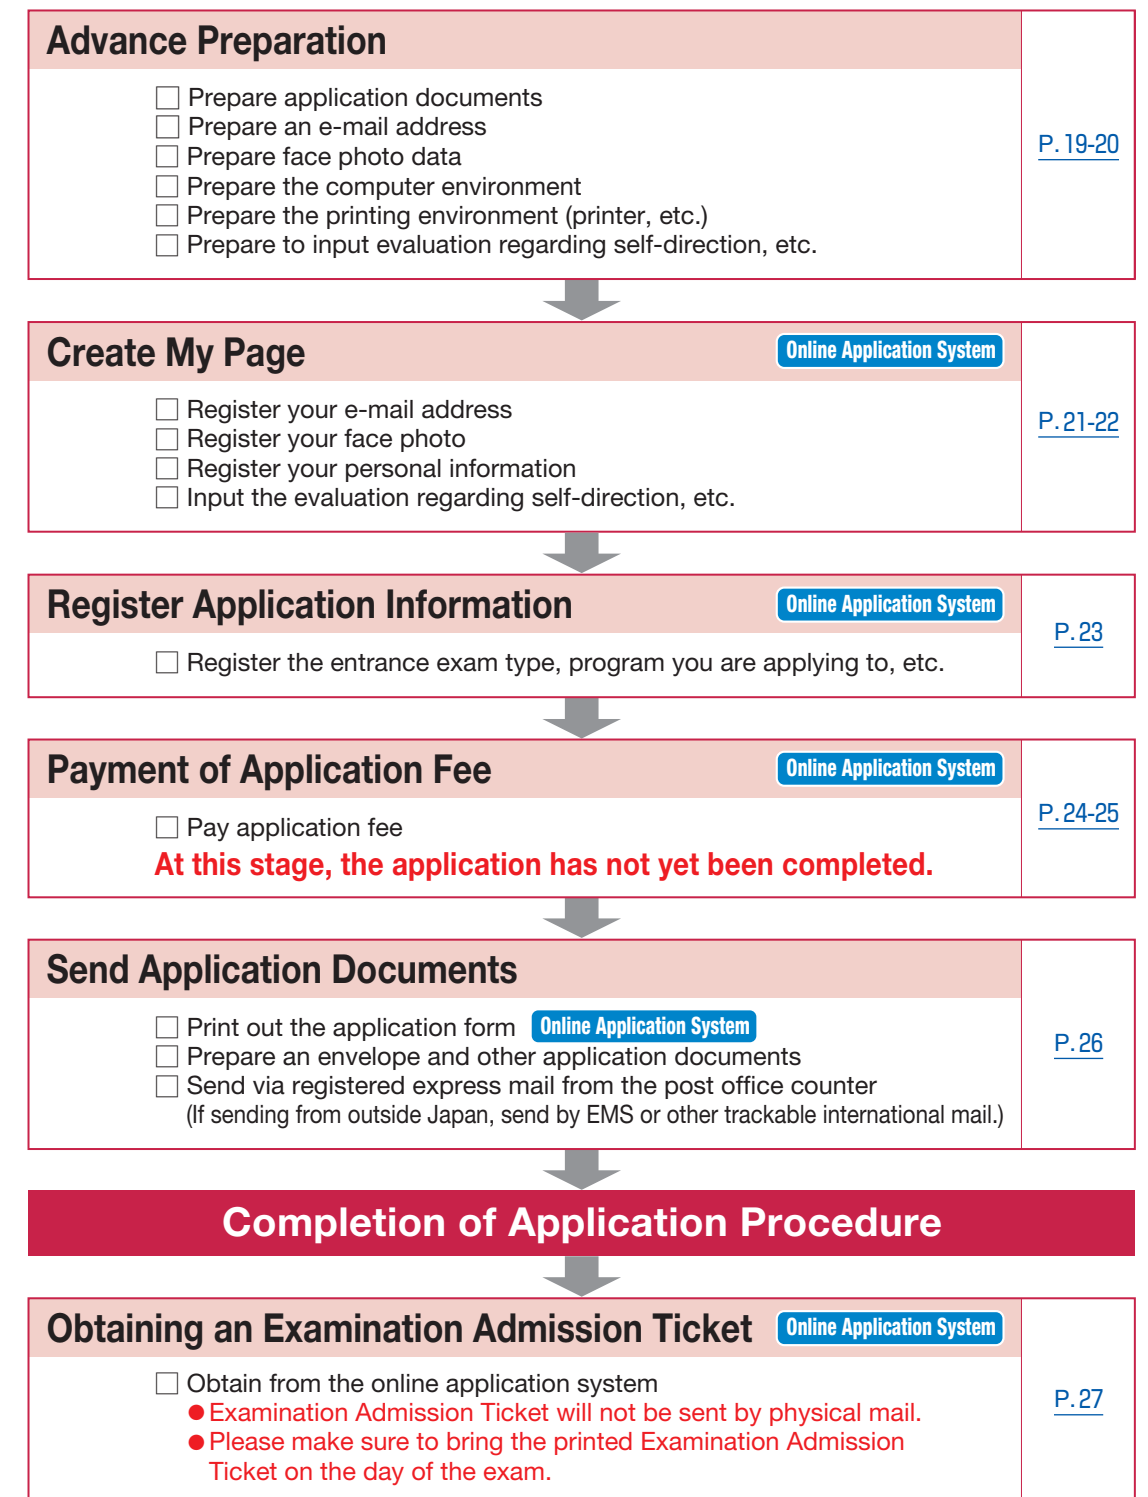 Advance Preparation
□ Prepare application documents
□ Prepare an e-mail address
□ Prepare face photo data
□ Prepare the computer environment
□ Prepare the printing environment (printer, etc.)
□ Prepare to input evaluation regarding self-direction, etc.
P. 19-20
Create My Page
Online Application System
□ Register your e-mail address
□ Register your face photo
□ Register your personal information
□ Input the evaluation regarding self-direction, etc.
P. 21-22
Register Application Information
Online Application System
□ Register the entrance exam type, program you are applying to, etc.
P. 23
Payment of Application Fee
Online Application System
□ Pay application fee
At this stage, the application has not yet been completed.
P. 24-25
Send Application Documents
□ Print out the application form Online Application System
□ Prepare an envelope and other application documents
□ Send via registered express mail from the post office counter
(If sending from outside Japan, send by EMS or other trackable international mail.)
P. 26
Completion of Application Procedure
Obtaining an Examination Admission Ticket
Online Application System
□ Obtain from the online application system
● Examination Admission Ticket will not be sent by physical mail.
● Please make sure to bring the printed Examination Admission
Ticket on the day of the exam.
P. 27